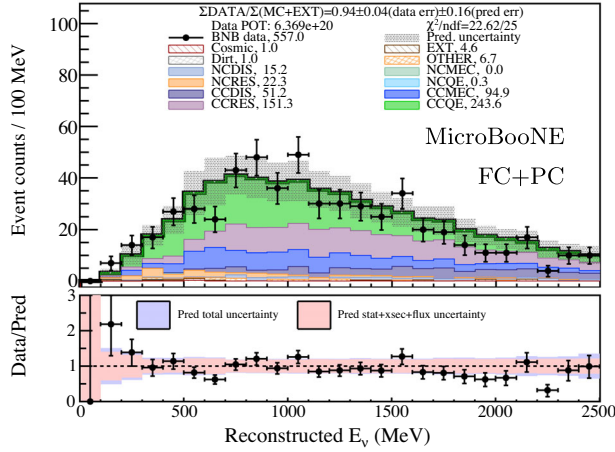 ΣDATA/Σ(MC+EXT)=0.94±0.04(data err)±0.16(pred err)
Data POT: 6.369e+20 χ²/ndf=22.62/25
BNB data, 557.0 Pred. uncertainty
Cosmic, 1.0 EXT, 4.6
Dirt, 1.0 OTHER, 6.7
NCDIS, 15.2 NCMEC, 0.0
NCRES, 22.3 NCQE, 0.3
CCDIS, 51.2 CCMEC, 94.9
CCRES, 151.3 CCQE, 243.6
MicroBooNE
FC+PC
Event counts / 100 MeV
100
80
60
40
20
0
Pred total uncertainty Pred stat+xsec+flux uncertainty
Data/Pred
3
2
1
0
0 500 1000 1500 2000 2500
Reconstructed Eν (MeV)